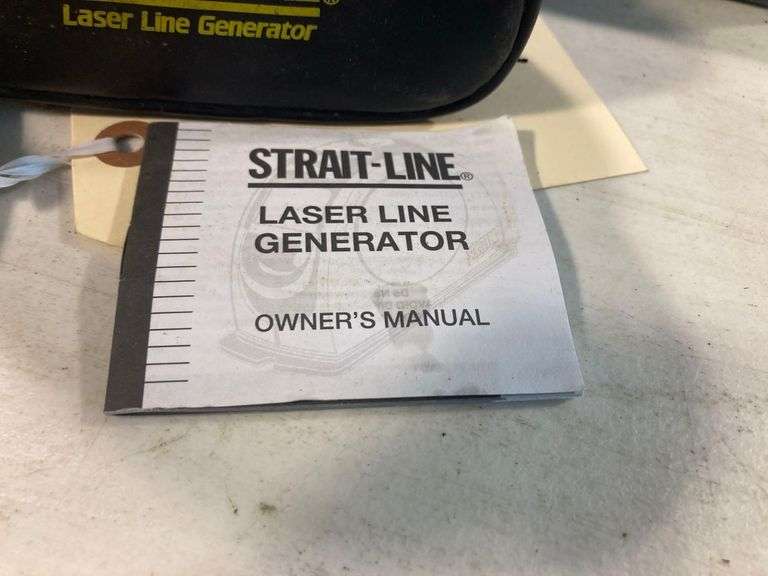 ®
Laser Line Generator
STRAIT-LINE®
LASER LINE
GENERATOR
OWNER'S MANUAL